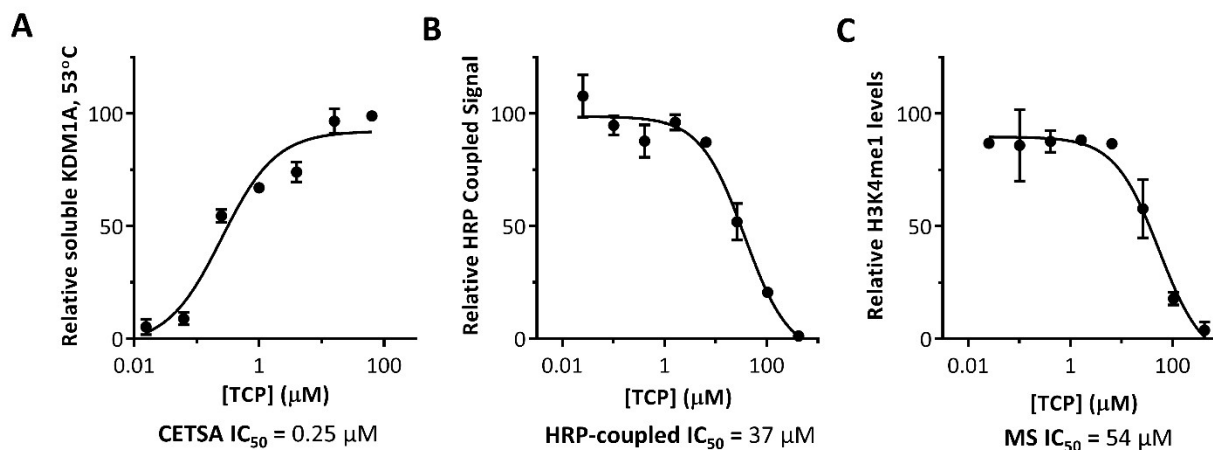 A
Relative soluble KDM1A, 53°C
100
50
0
0.01
1
100
[TCP] (μM)
CETSA IC50 = 0.25 μM
B
Relative HRP Coupled Signal
100
50
0
0.01
1
100
[TCP] (μM)
HRP-coupled IC50 = 37 μM
C
Relative H3K4me1 levels
100
50
0
0.01
1
100
[TCP] (μM)
MS IC50 = 54 μM